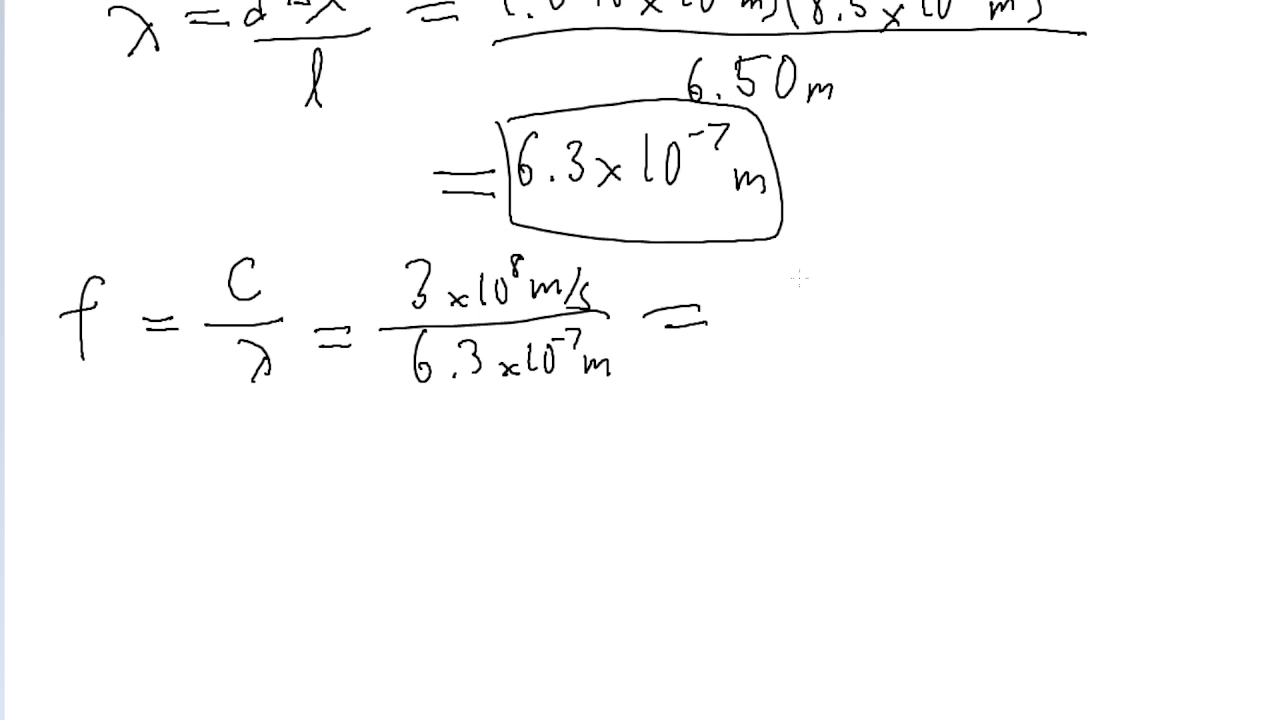 λ = =
l 6.50 m
= 6.3 x 10⁻⁷ m
f = C/λ = 3 x 10⁸ m/s / 6.3 x 10⁻⁷ m =